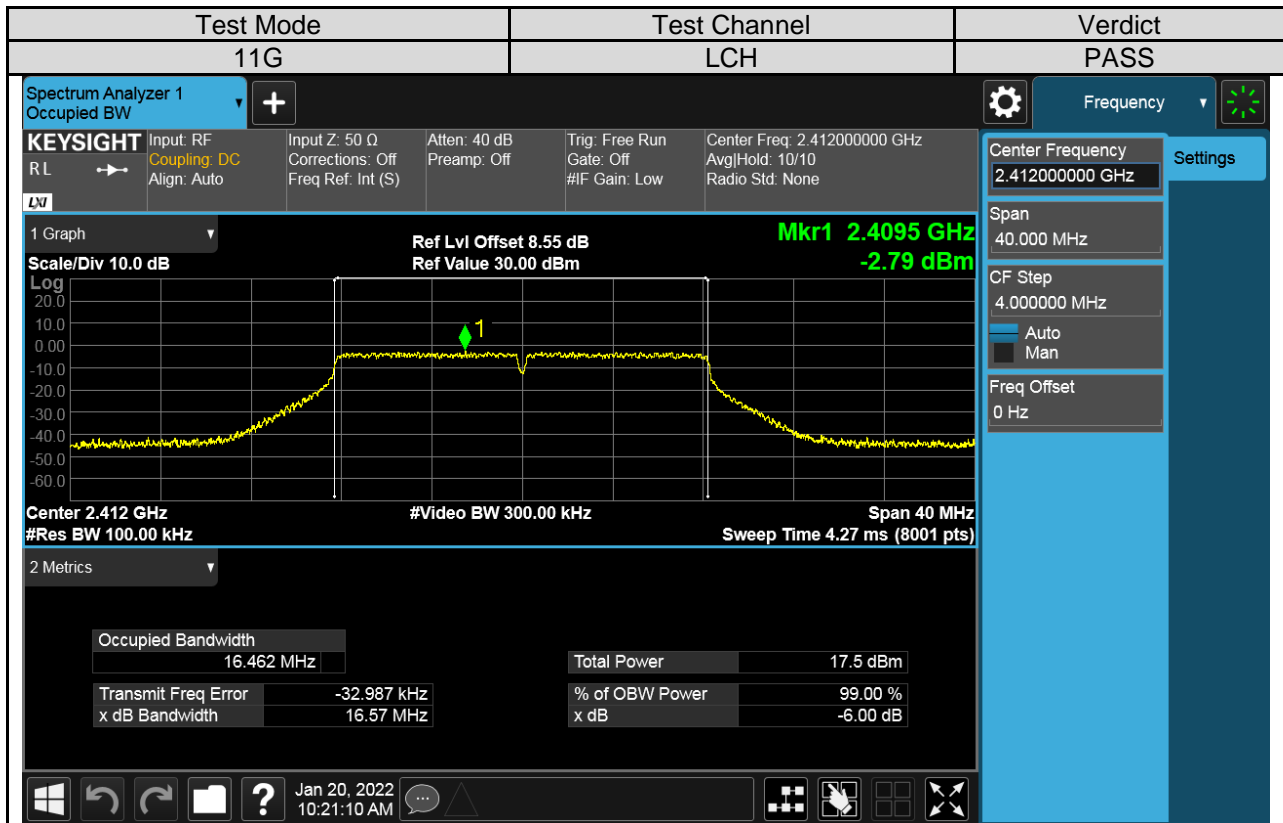 Test Mode Test Channel Verdict
11G LCH PASS
Spectrum Analyzer 1
Occupied BW
Frequency
KEYSIGHT
R L
LXI
Input: RF
Coupling: DC
Align: Auto
Input Z: 50 Ω
Corrections: Off
Freq Ref: Int (S)
Atten: 40 dB
Preamp: Off
Trig: Free Run
Gate: Off
#IF Gain: Low
Center Freq: 2.412000000 GHz
Avg|Hold: 10/10
Radio Std: None
Center Frequency
2.412000000 GHz
Settings
Span
40.000 MHz
CF Step
4.000000 MHz
Auto
Man
Freq Offset
0 Hz
1 Graph
Scale/Div 10.0 dB
Ref Lvl Offset 8.55 dB
Ref Value 30.00 dBm
Mkr1 2.4095 GHz
-2.79 dBm
Log
20.0
10.0
0.00
-10.0
-20.0
-30.0
-40.0
-50.0
-60.0
1
Center 2.412 GHz #Video BW 300.00 kHz Span 40 MHz
#Res BW 100.00 kHz Sweep Time 4.27 ms (8001 pts)
2 Metrics
Occupied Bandwidth
16.462 MHz
Total Power 17.5 dBm
Transmit Freq Error -32.987 kHz
% of OBW Power 99.00 %
x dB Bandwidth 16.57 MHz
x dB -6.00 dB
?
Jan 20, 2022
10:21:10 AM